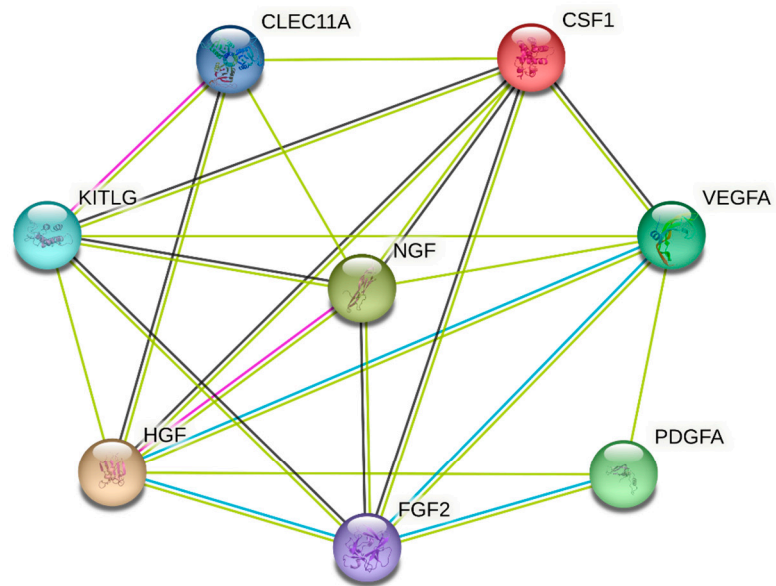 CLEC11A
CSF1
KITLG
VEGFA
NGF
HGF
PDGFA
FGF2